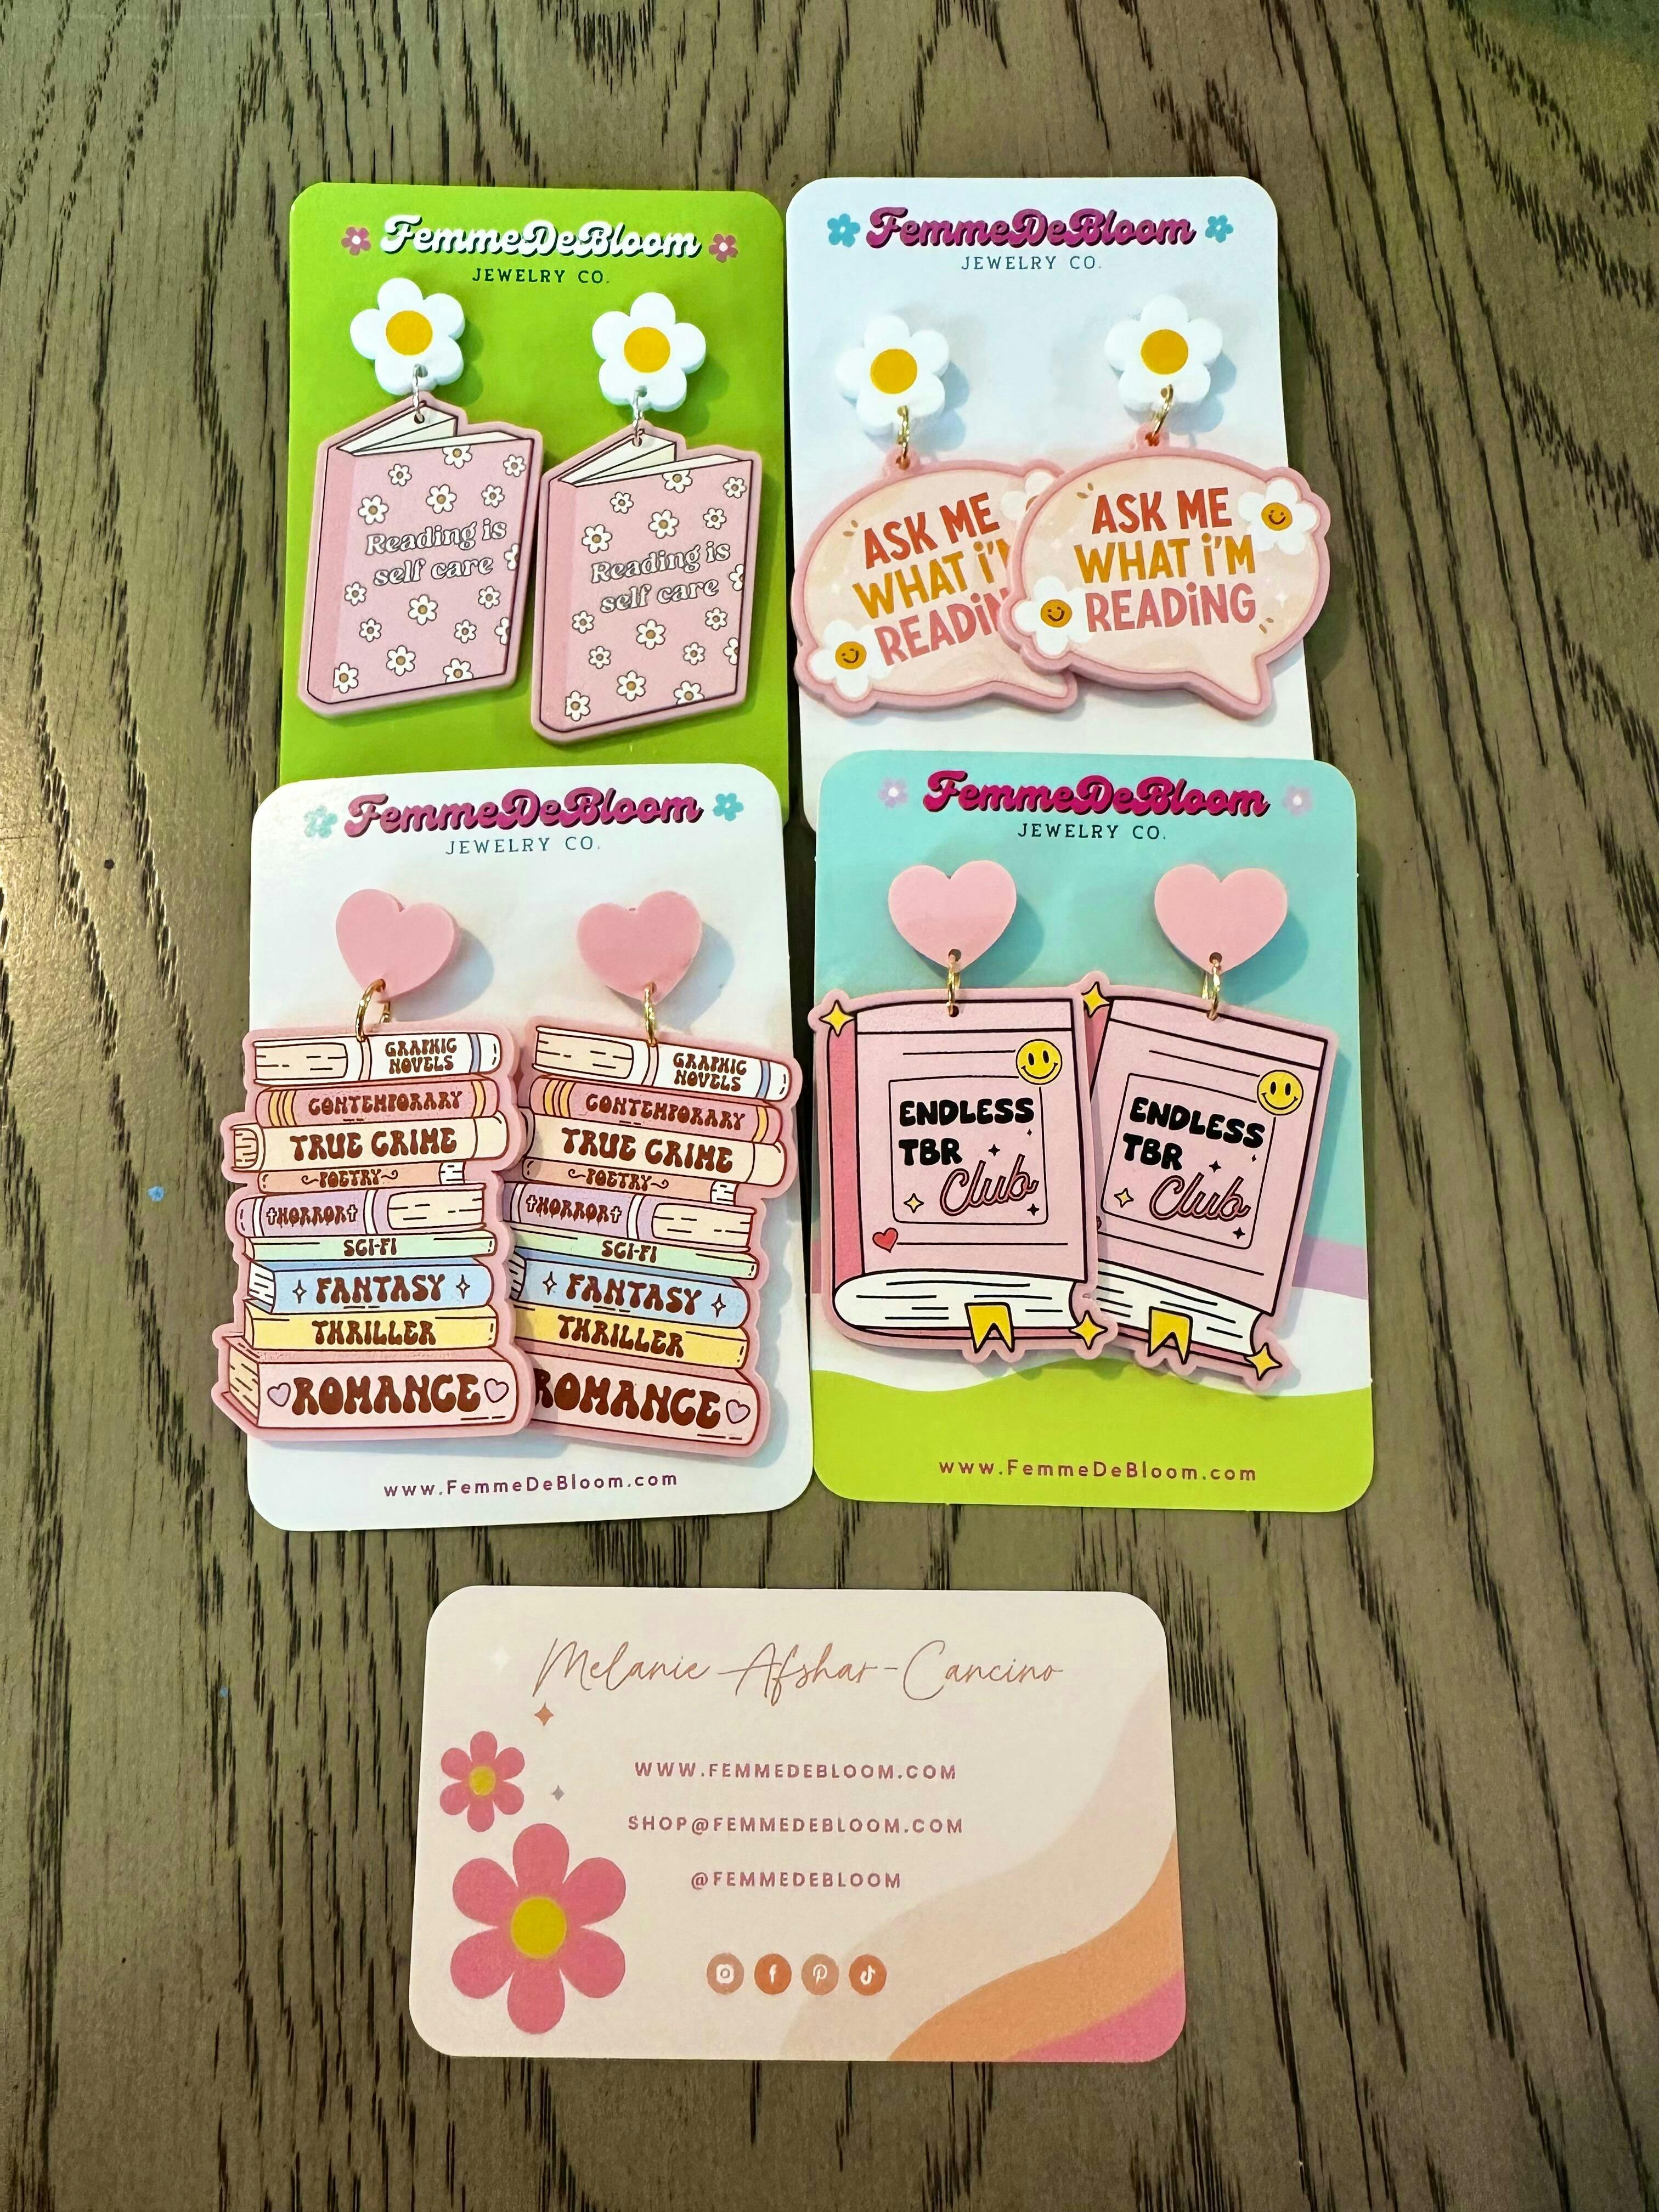 FemmeDeBloom
JEWELRY CO.
Reading is
self care
Reading is
self care
FemmeDeBloom
JEWELRY CO.
ASK ME
WHAT i'M
READiN
ASK ME
WHAT i'M
READiNG
FemmeDeBloom
JEWELRY CO.
GRAPHIC
NOVELS
CONTEMPORARY
TRUE CRIME
POETRY
HORROR
SCI-FI
FANTASY
THRILLER
ROMANCE
GRAPHIC
NOVELS
CONTEMPORARY
TRUE CRIME
POETRY
HORROR
SCI-FI
FANTASY
THRILLER
ROMANCE
www.FemmeDeBloom.com
FemmeDeBloom
JEWELRY CO.
ENDLESS
TBR
Club
ENDLESS
TBR
Club
www.FemmeDeBloom.com
Melanie Afshar-Cancino
WWW.FEMMEDEBLOOM.COM
SHOP@FEMMEDEBLOOM.COM
@FEMMEDEBLOOM